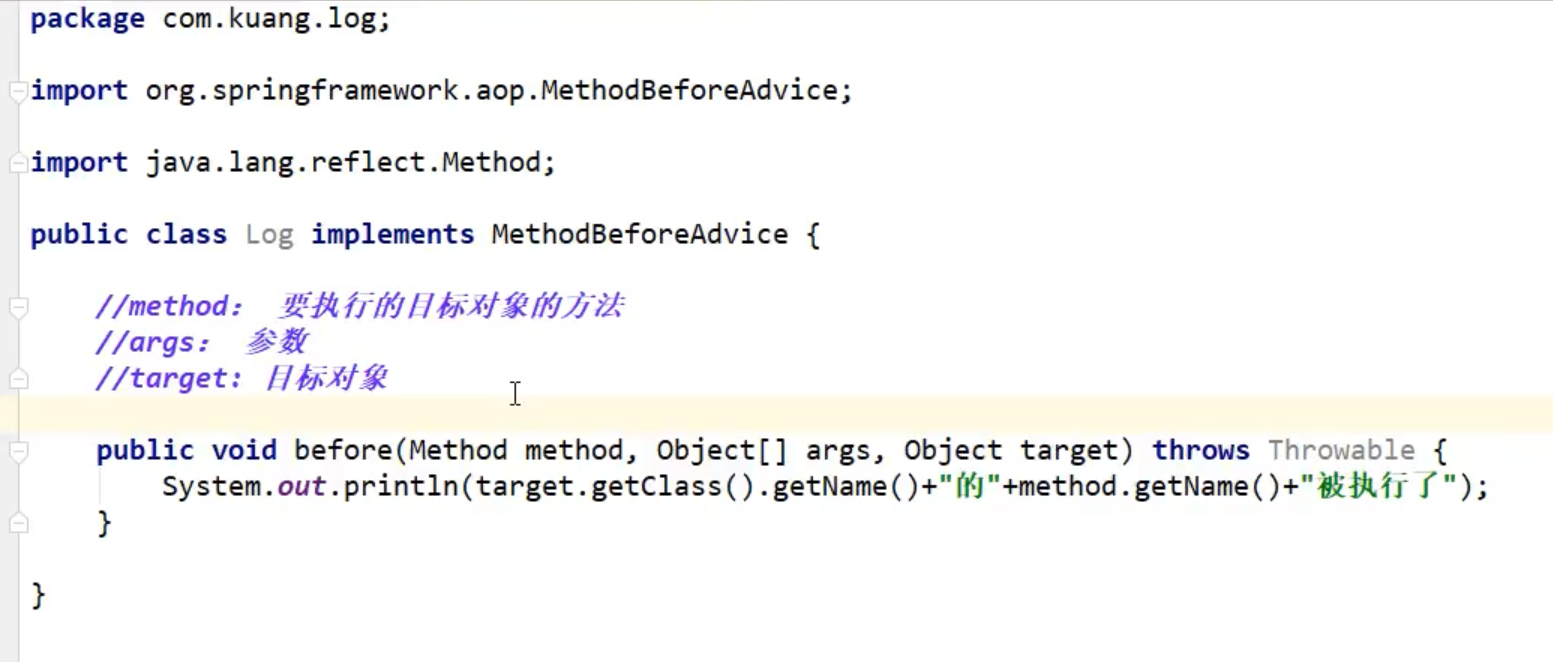 package com.kuang.log;
import org.springframework.aop.MethodBeforeAdvice;
import java.lang.reflect.Method;
public class Log implements MethodBeforeAdvice {
//method： 要执行的目标对象的方法
//args： 参数
//target：目标对象
public void before(Method method, Object[] args, Object target) throws Throwable {
System.out.println(target.getClass().getName()+"的"+method.getName()+"被执行了");
}
}